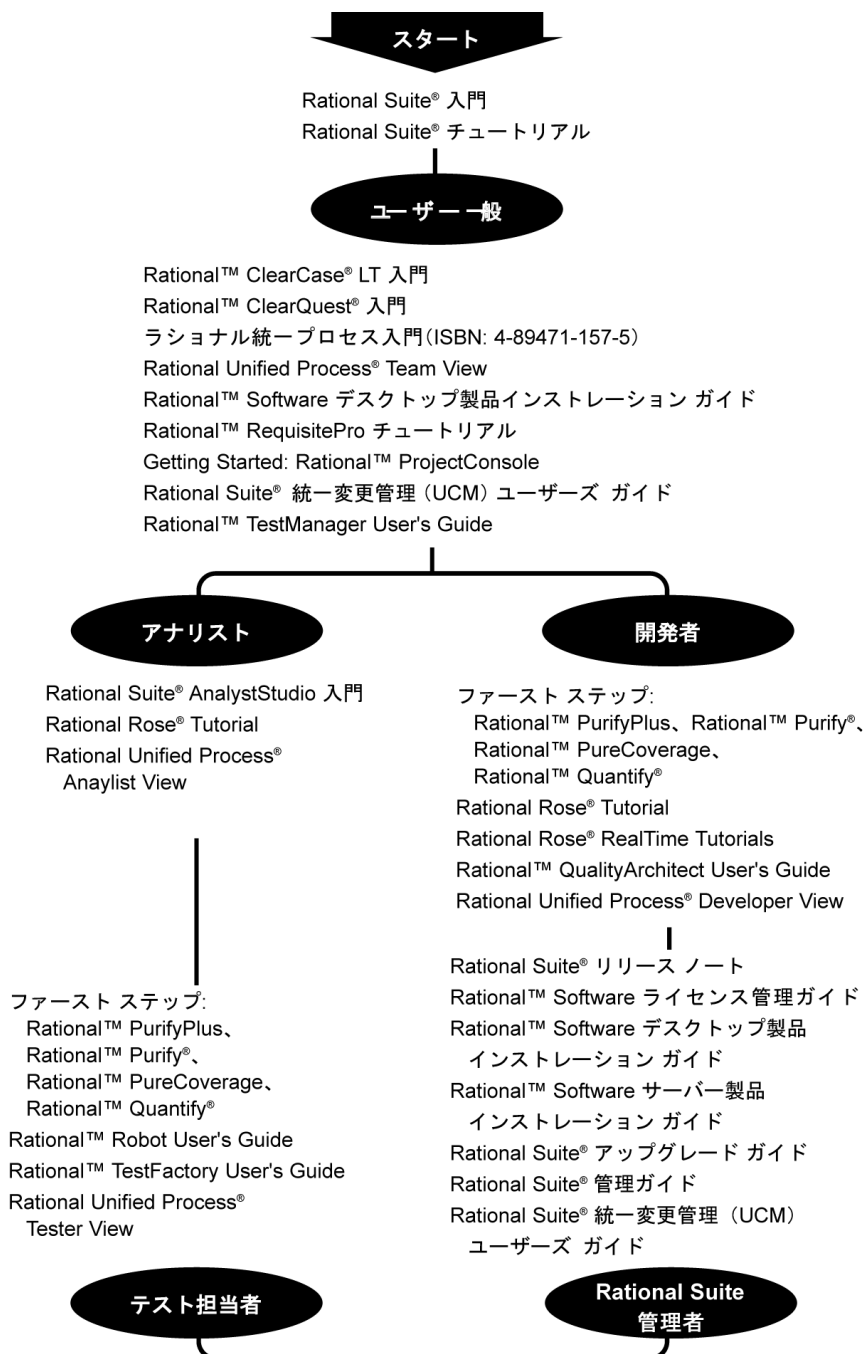 スタート
Rational Suite® 入門
Rational Suite® チュートリアル
ユーザー一般
Rational™ ClearCase® LT 入門
Rational™ ClearQuest® 入門
ラショナル統一プロセス入門（ISBN: 4-89471-157-5）
Rational Unified Process® Team View
Rational™ Software デスクトップ製品インストレーション ガイド
Rational™ RequisitePro チュートリアル
Getting Started: Rational™ ProjectConsole
Rational Suite® 統一変更管理（UCM）ユーザーズ ガイド
Rational™ TestManager User's Guide
アナリスト
Rational Suite® AnalystStudio 入門
Rational Rose® Tutorial
Rational Unified Process®
Anaylist View
開発者
ファースト ステップ:
Rational™ PurifyPlus、Rational™ Purify®、
Rational™ PureCoverage、
Rational™ Quantify®
Rational Rose® Tutorial
Rational Rose® RealTime Tutorials
Rational™ QualityArchitect User's Guide
Rational Unified Process® Developer View
ファースト ステップ:
Rational™ PurifyPlus、
Rational™ Purify®、
Rational™ PureCoverage、
Rational™ Quantify®
Rational™ Robot User's Guide
Rational™ TestFactory User's Guide
Rational Unified Process®
Tester View
テスト担当者
Rational Suite® リリース ノート
Rational™ Software ライセンス管理ガイド
Rational™ Software デスクトップ製品
インストレーション ガイド
Rational™ Software サーバー製品
インストレーション ガイド
Rational Suite® アップグレード ガイド
Rational Suite® 管理ガイド
Rational Suite® 統一変更管理（UCM）
ユーザーズ ガイド
Rational Suite
管理者